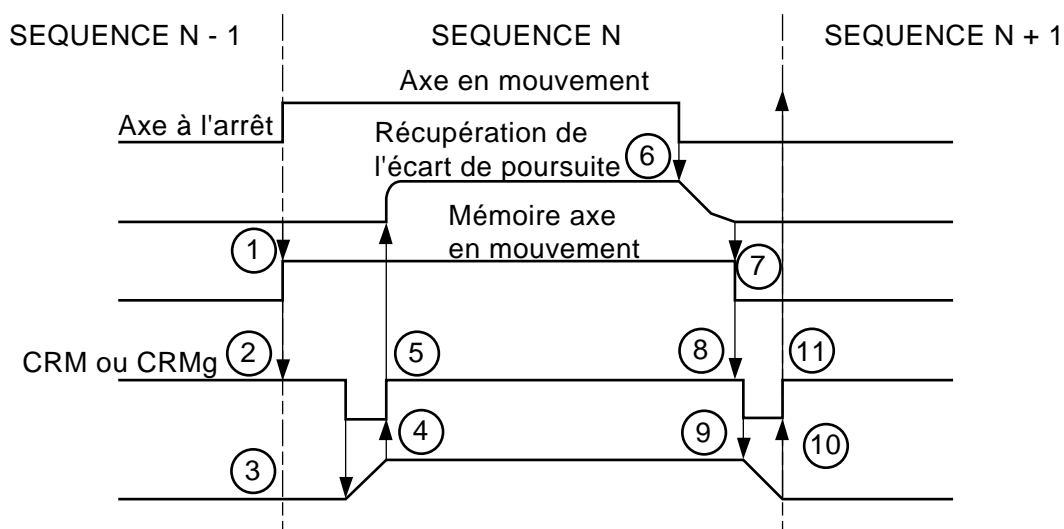 SEQUENCE N - 1
SEQUENCE N
SEQUENCE N + 1
Axe en mouvement
Axe à l'arrêt
Récupération de
l'écart de poursuite
6
Mémoire axe
en mouvement
1
7
CRM ou CRMg
2
5
8
11
3
4
9
10